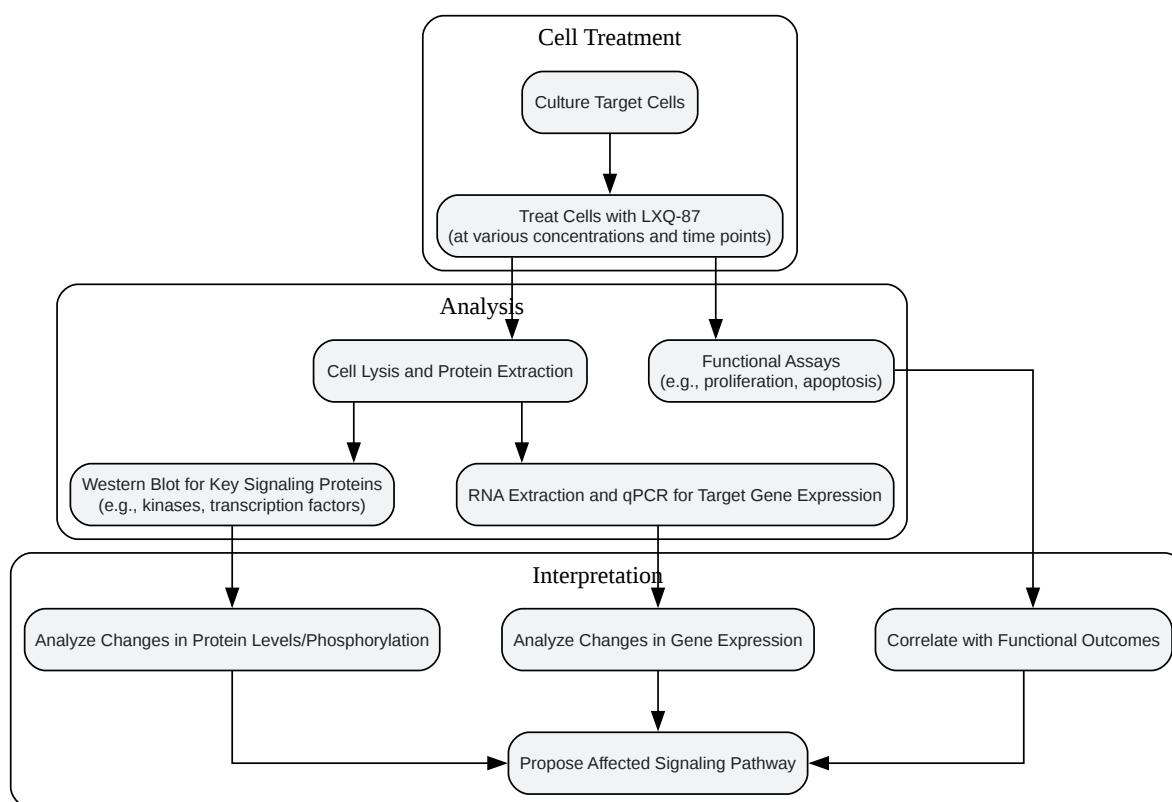 Cell Treatment
Culture Target Cells
Treat Cells with LXQ-87
(at various concentrations and time points)
Analysis
Cell Lysis and Protein Extraction
Functional Assays
(e.g., proliferation, apoptosis)
Western Blot for Key Signaling Proteins
(e.g., kinases, transcription factors)
RNA Extraction and qPCR for Target Gene Expression
Interpretation
Analyze Changes in Protein Levels/Phosphorylation
Analyze Changes in Gene Expression
Correlate with Functional Outcomes
Propose Affected Signaling Pathway